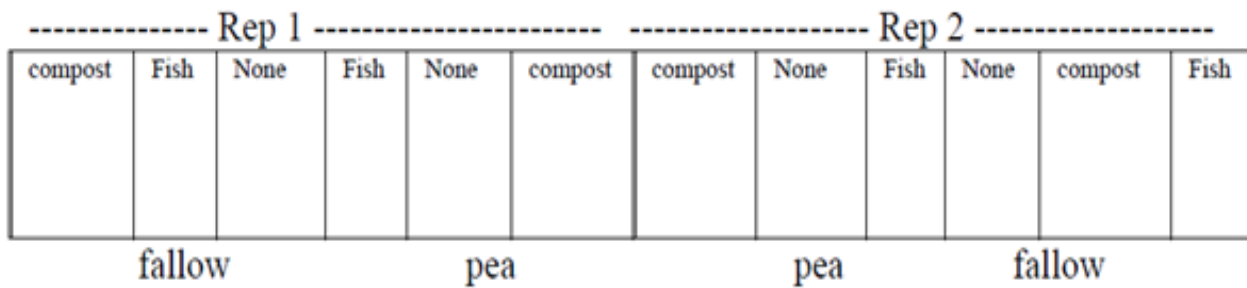 --------------- Rep 1 ------------------------ -------------------- Rep 2 --------------------
compost Fish None Fish None compost compost None Fish None compost Fish
fallow pea pea fallow